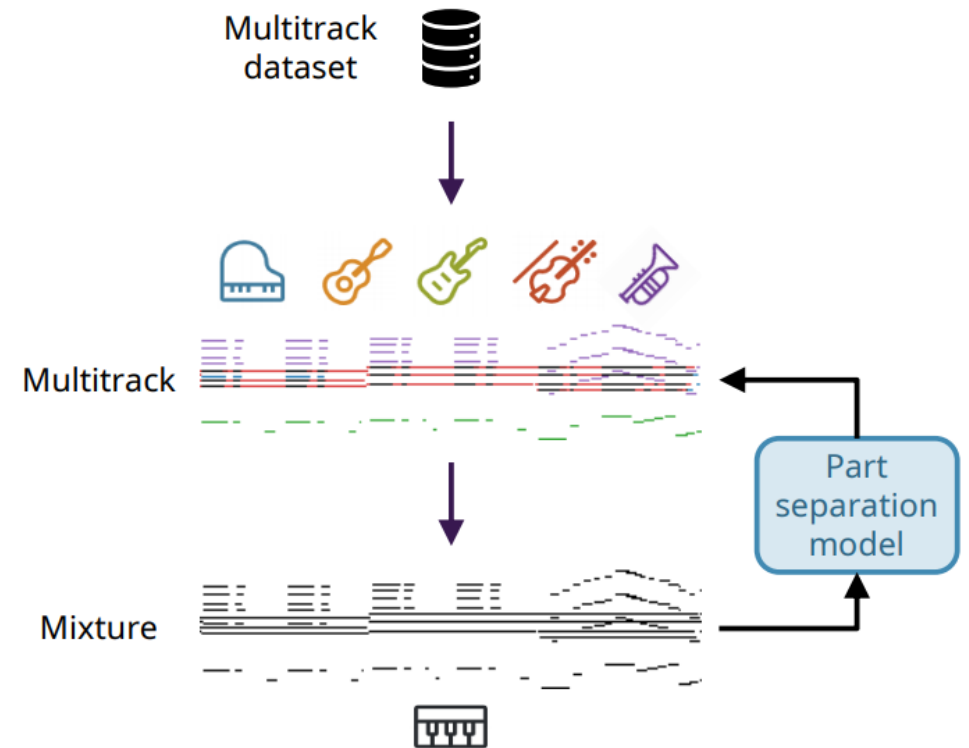 Multitrack
dataset
Multitrack
Part
separation
model
Mixture